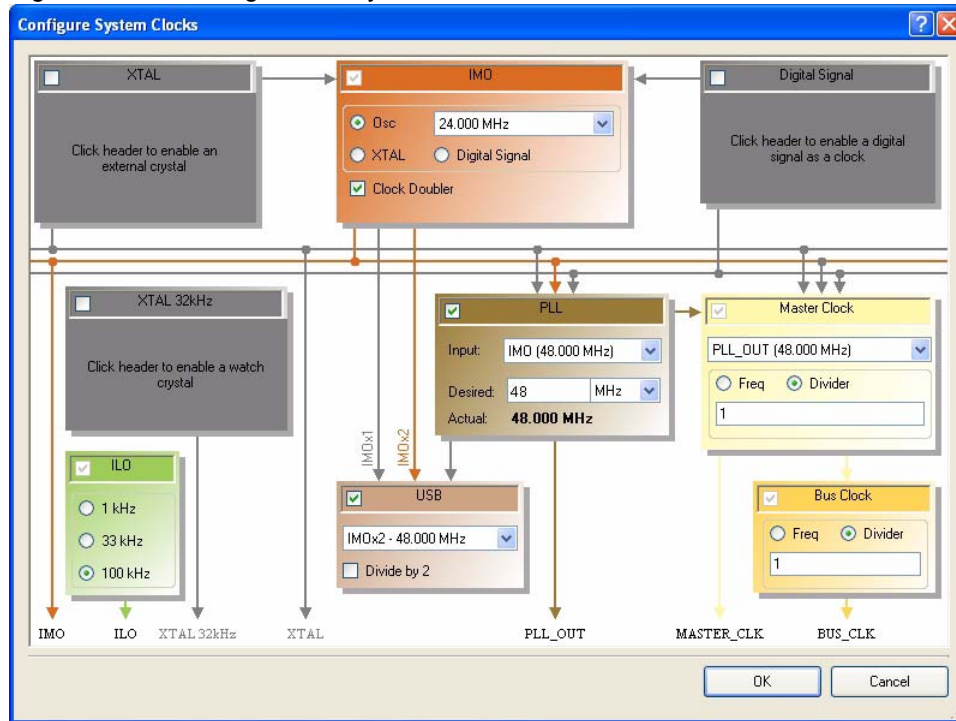 Configure System Clocks
XTAL
Click header to enable an
external crystal
IMO
Osc 24.000 MHz
XTAL Digital Signal
Clock Doubler
Digital Signal
Click header to enable a digital
signal as a clock
XTAL 32kHz
Click header to enable a watch
crystal
PLL
Input: IMO (48.000 MHz)
Desired: 48 MHz
Actual: 48.000 MHz
Master Clock
PLL_OUT (48.000 MHz)
Freq Divider
1
IMOx1
IMOx2
ILO
1 kHz
33 kHz
100 kHz
USB
IMOx2 - 48.000 MHz
Divide by 2
Bus Clock
Freq Divider
1
IMO ILO XTAL 32kHz XTAL PLL_OUT MASTER_CLK BUS_CLK
OK Cancel